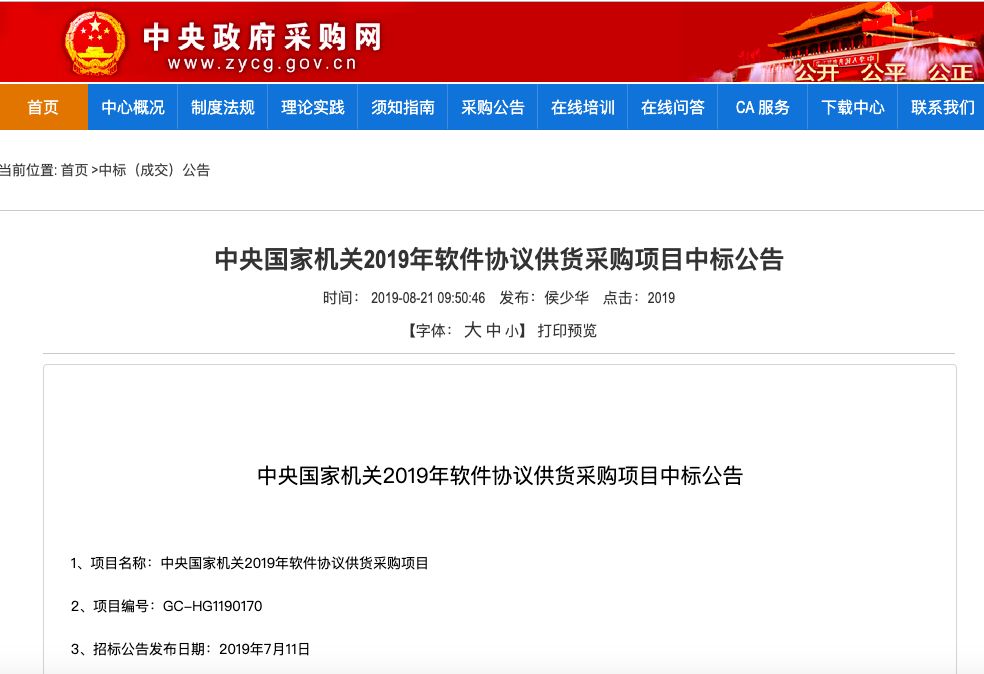 中央政府采购网
www.zycg.gov.cn
公开 公平 公正
首页 中心概况 制度法规 理论实践 须知指南 采购公告 在线培训 在线问答 CA 服务 下载中心 联系我们
当前位置: 首页 >中标（成交）公告
中央国家机关2019年软件协议供货采购项目中标公告
时间： 2019-08-21 09:50:46 发布：侯少华 点击：2019
【字体： 大 中 小】 打印预览
中央国家机关2019年软件协议供货采购项目中标公告
1、项目名称：中央国家机关2019年软件协议供货采购项目
2、项目编号：GC-HG1190170
3、招标公告发布日期：2019年7月11日